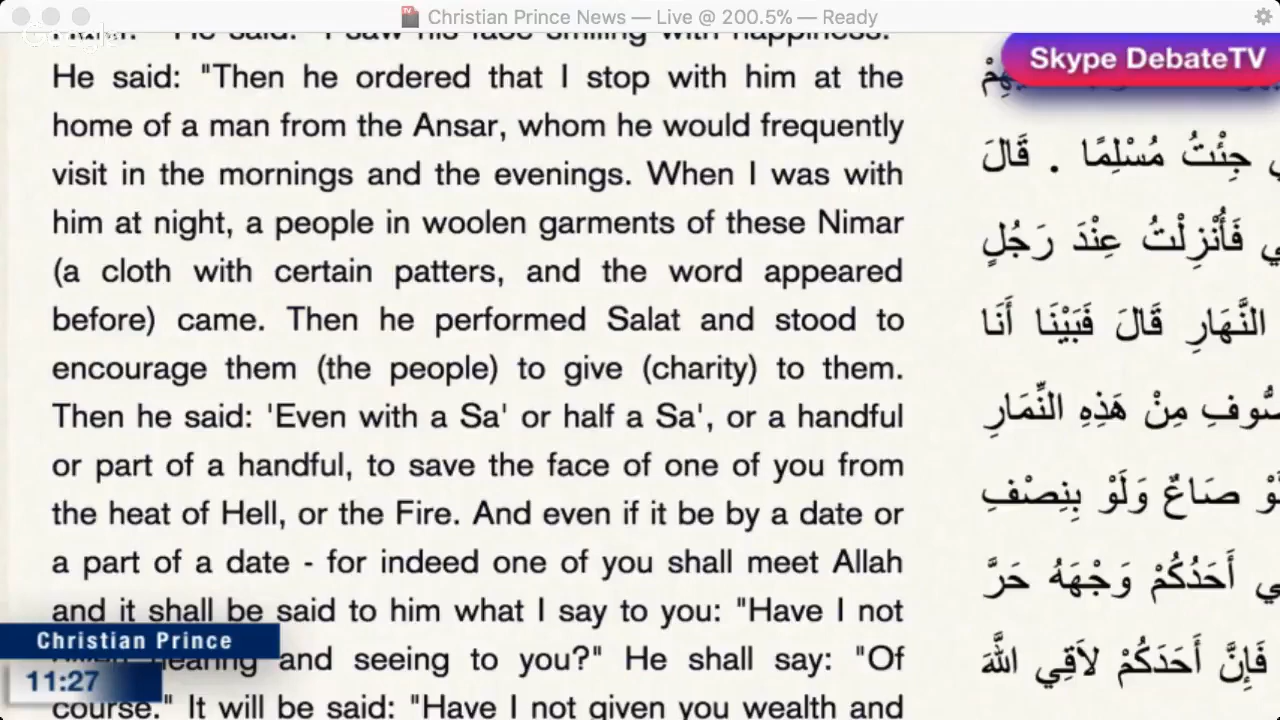 Christian Prince News — Live @ 200.5% — Ready
Google
Skype DebateTV
He said: "I saw his face smiling with happiness."
He said: "Then he ordered that I stop with him at the
home of a man from the Ansar, whom he would frequently
visit in the mornings and the evenings. When I was with
him at night, a people in woolen garments of these Nimar
(a cloth with certain patters, and the word appeared
before) came. Then he performed Salat and stood to
encourage them (the people) to give (charity) to them.
Then he said: 'Even with a Sa' or half a Sa', or a handful
or part of a handful, to save the face of one of you from
the heat of Hell, or the Fire. And even if it be by a date or
a part of a date - for indeed one of you shall meet Allah
and it shall be said to him what I say to you: "Have I not
hearing and seeing to you?" He shall say: "Of
course." It will be said: "Have I not given you wealth and
جِئْتُ مُسْلِمًا . قَالَ
فَأُنْزِلْتُ عِنْدَ رَجُلٍ
النَّهَارِ قَالَ فَبَيْنَا أَنَا
مِنْ هَذِهِ النِّمَارِ
صَاعٌ وَلَوْ بِنِصْفِ
أَحَدُكُمْ وَجْهَهُ حَرَّ
فَإِنَّ أَحَدَكُمْ لاَقِي اللَّهَ
Christian Prince
11:27